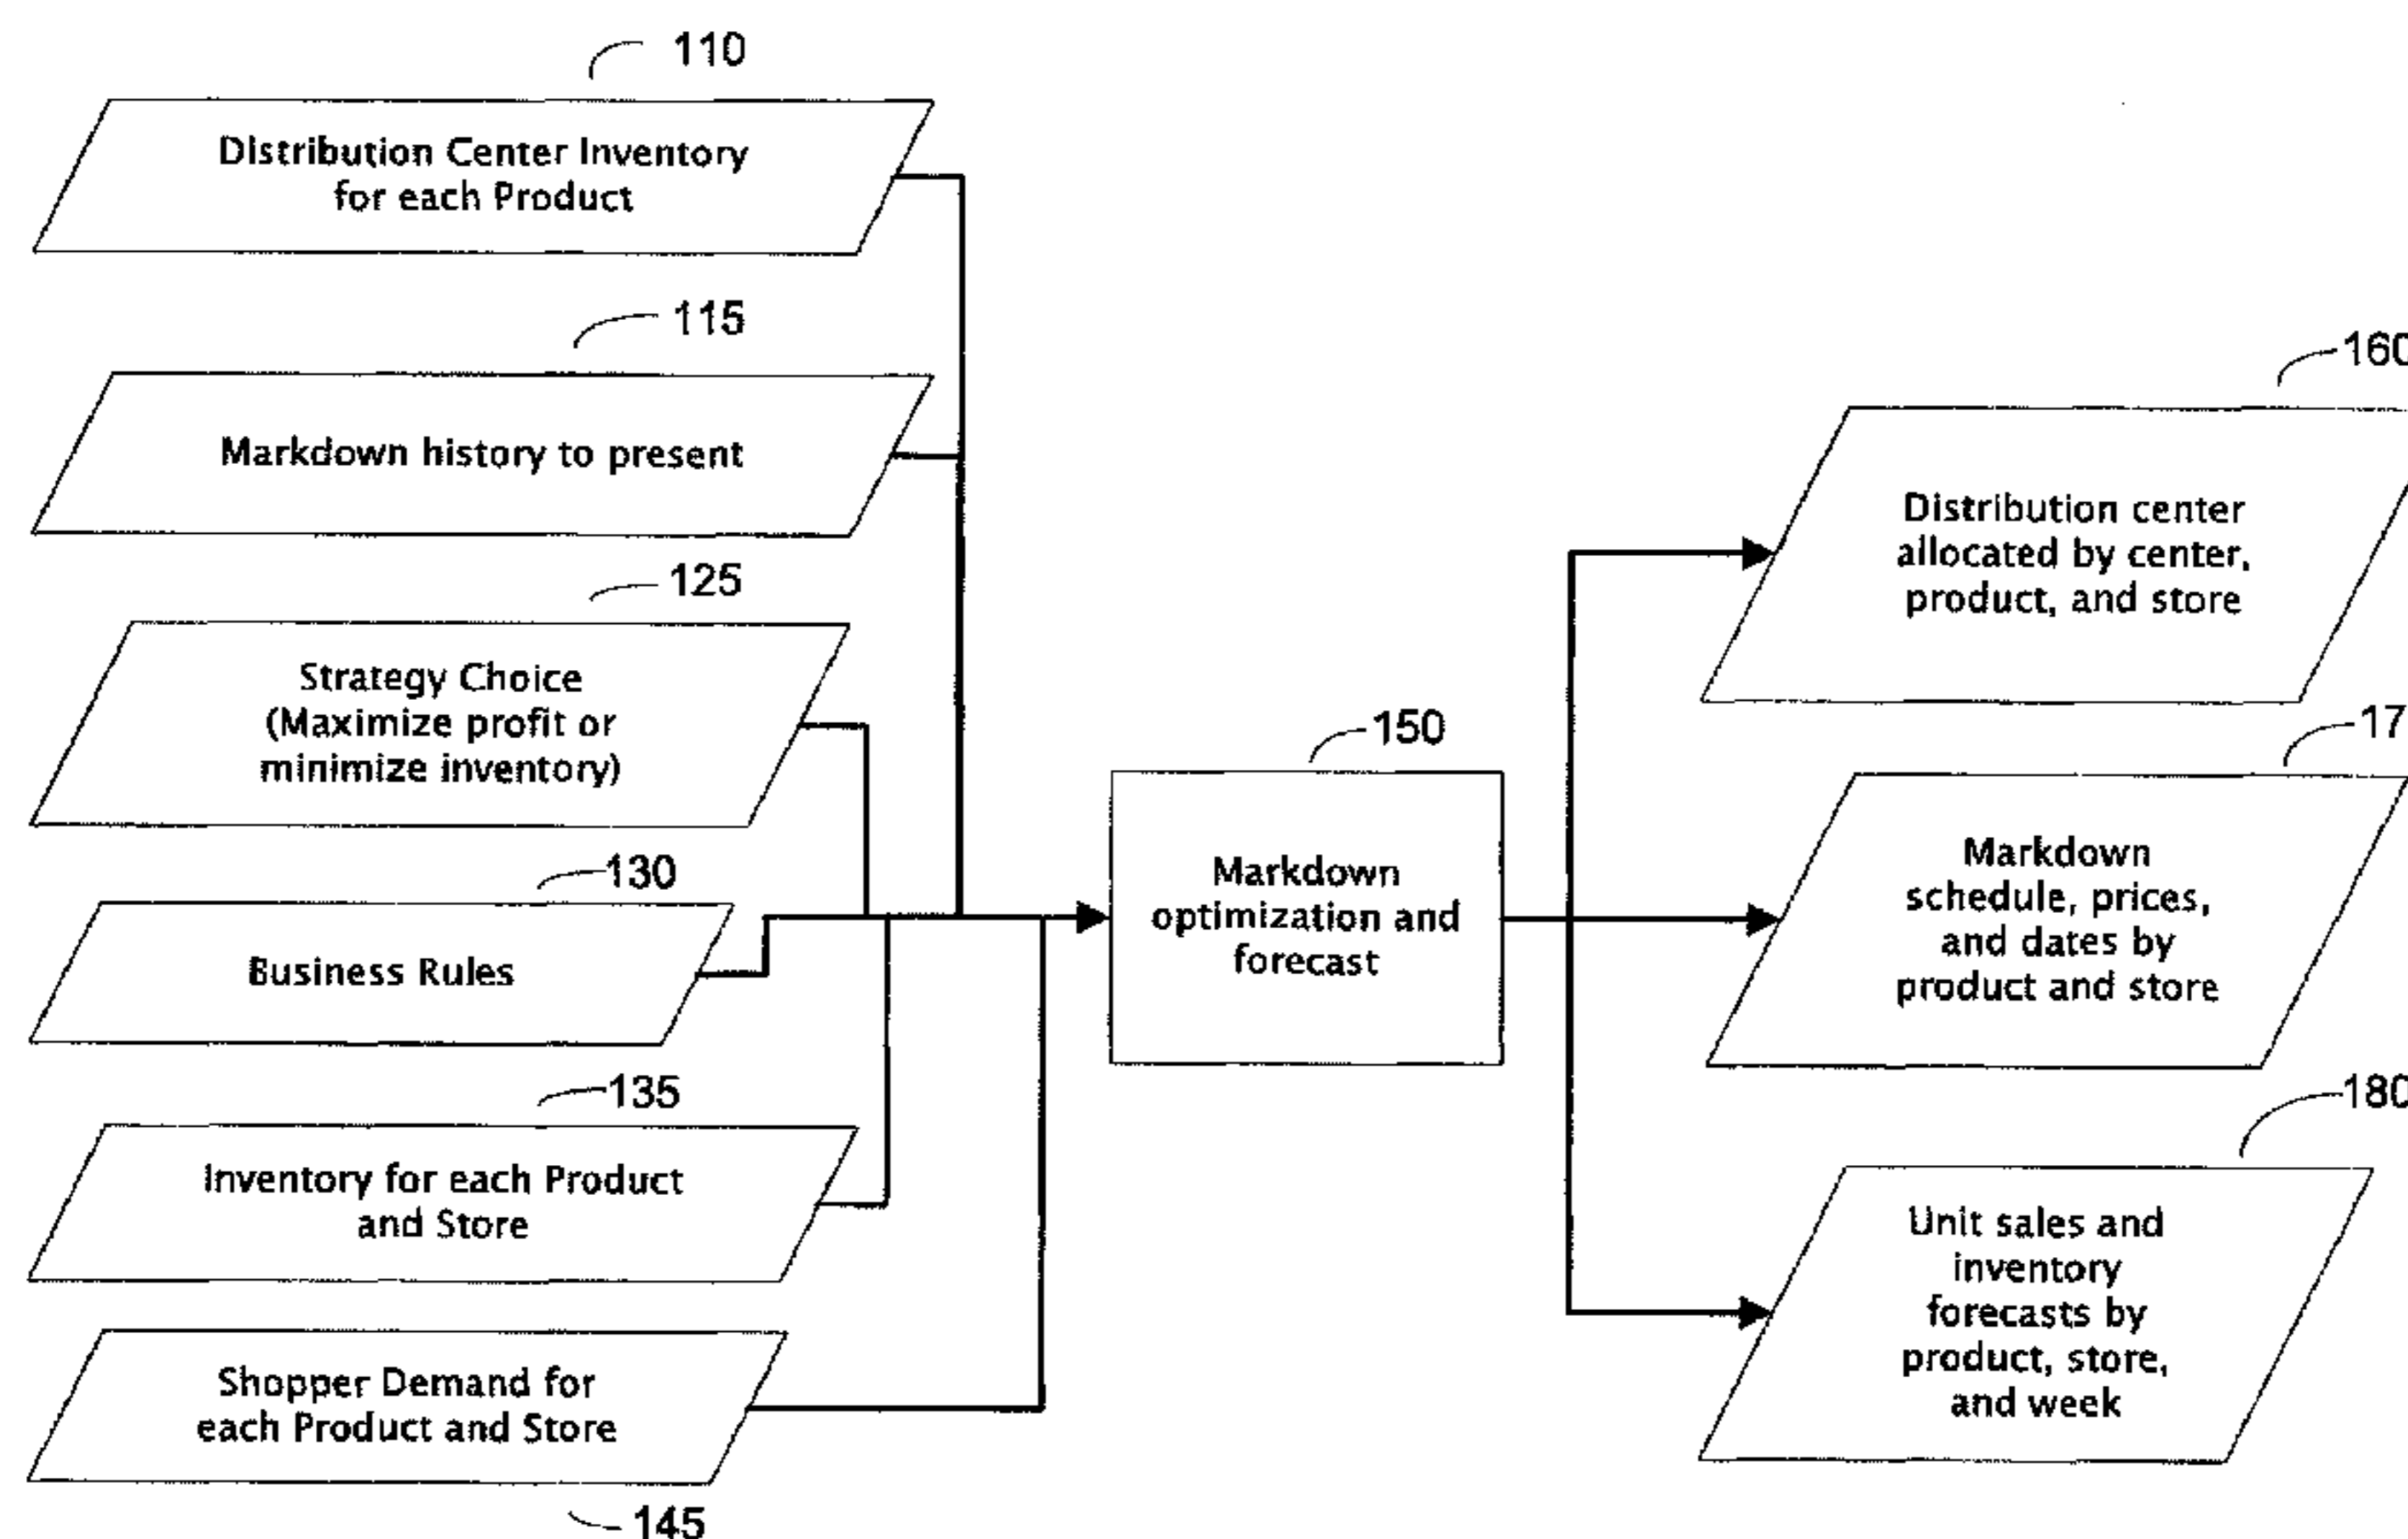 110
Distribution Center Inventory
for each Product
115
Markdown history to present
125
Strategy Choice
(Maximize profit or
minimize inventory)
130
Business Rules
135
Inventory for each Product
and Store
Shopper Demand for
each Product and Store
145
150
Markdown
optimization and
forecast
160
Distribution center
allocated by center,
product, and store
17
Markdown
schedule, prices,
and dates by
product and store
180
Unit sales and
inventory
forecasts by
product, store,
and week